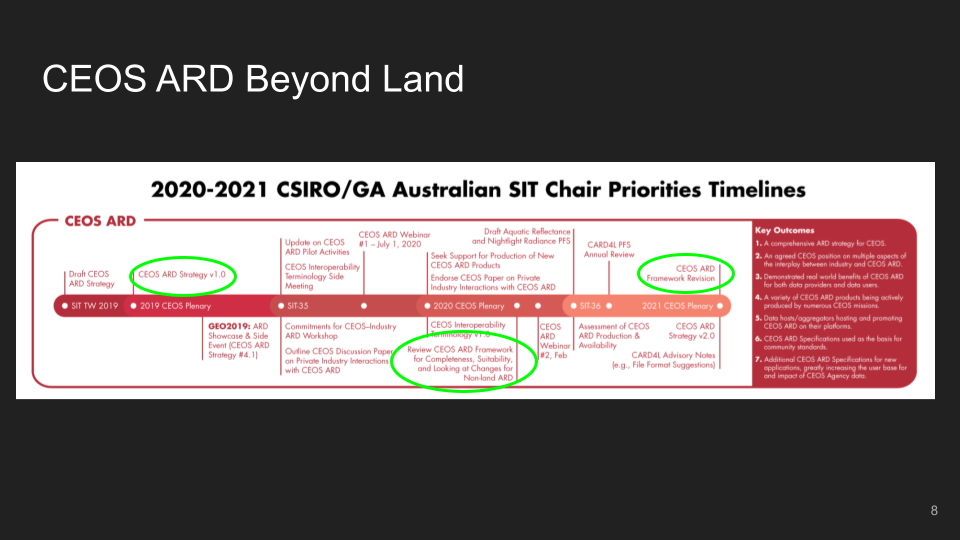 CEOS ARD Beyond Land
2020-2021 CSIRO/GA Australian SIT Chair Priorities Timelines
CEOS ARD
Draft CEOS
ARD Strategy
CEOS ARD Strategy v1.0
Update on CEOS
ARD Pilot Activities
CEOS Interoperability
Terminology Side
Meeting
CEOS ARD Webinar
#1 – July 1, 2020
Seek Support for Production of New
CEOS ARD Products
Endorse CEOS Paper on Private
Industry Interactions with CEOS ARD
Draft Aquatic Reflectance
and Nightlight Radiance PFS
CARD4L PFS
Annual Review
CEOS ARD
Framework Revision
SIT TW 2019
2019 CEOS Plenary
SIT-35
2020 CEOS Plenary
SIT-36
2021 CEOS Plenary
GEO2019: ARD
Showcase & Side
Event (CEOS ARD
Strategy #4.1)
Commitments for CEOS–Industry
ARD Workshop
Outline CEOS Discussion Paper
on Private Industry Interactions
with CEOS ARD
CEOS Interoperability
Terminology v1.0
Review CEOS ARD Framework
for Completeness, Suitability,
and Looking at Changes for
Non-land ARD
CEOS
ARD
Webinar
#2, Feb
Assessment of CEOS
ARD Production &
Availability
CEOS ARD
Strategy v2.0
CARD4L Advisory Notes
(e.g., File Format Suggestions)
Key Outcomes
1. A comprehensive ARD strategy for CEOS.
2. An agreed CEOS position on multiple aspects of
the interplay between industry and CEOS ARD.
3. Demonstrated real world benefits of CEOS ARD
for both data providers and data users.
4. A variety of CEOS ARD products being actively
produced by numerous CEOS missions.
5. Data hosts/aggregators hosting and promoting
CEOS ARD on their platforms.
6. CEOS ARD Specifications used as the basis for
community standards.
7. Additional CEOS ARD Specifications for new
applications, greatly increasing the user base for
and impact of CEOS Agency data.
8